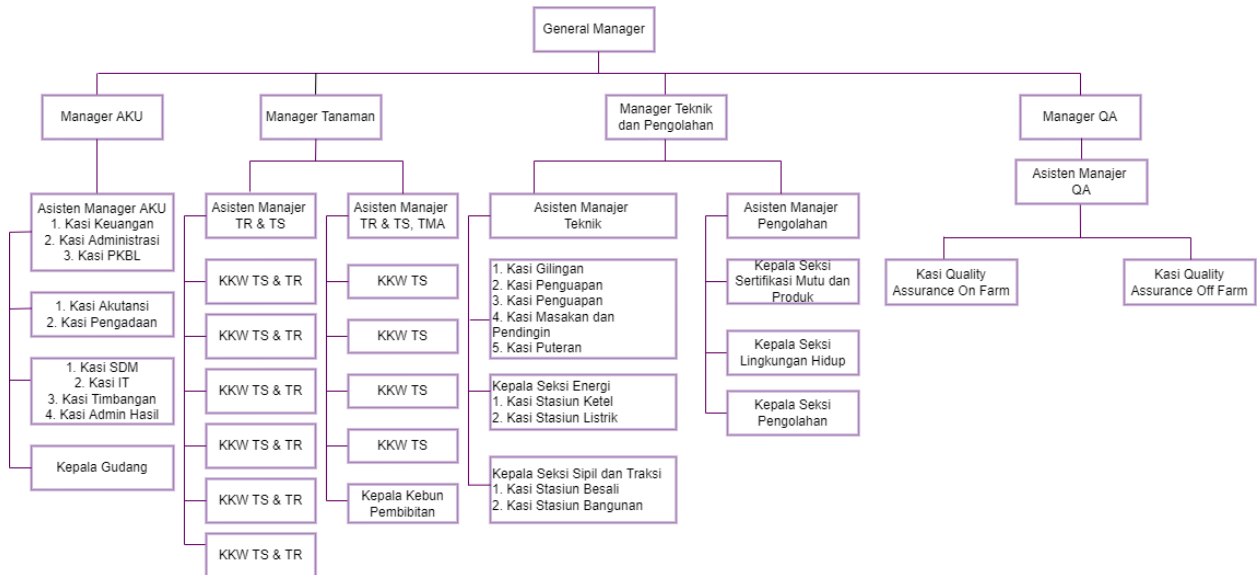 General Manager
Manager AKU
Manager Tanaman
Manager Teknik
dan Pengolahan
Manager QA
Asisten Manager AKU
1. Kasi Keuangan
2. Kasi Administrasi
3. Kasi PKBL
1. Kasi Akutansi
2. Kasi Pengadaan
1. Kasi SDM
2. Kasi IT
3. Kasi Timbangan
4. Kasi Admin Hasil
Kepala Gudang
Asisten Manajer
TR & TS
KKW TS & TR
KKW TS & TR
KKW TS & TR
KKW TS & TR
KKW TS & TR
KKW TS & TR
Asisten Manajer
TR & TS, TMA
KKW TS
KKW TS
KKW TS
KKW TS
Kepala Kebun
Pembibitan
Asisten Manajer
Teknik
1. Kasi Gilingan
2. Kasi Penguapan
3. Kasi Penguapan
4. Kasi Masakan dan
Pendingin
5. Kasi Puteran
Kepala Seksi Energi
1. Kasi Stasiun Ketel
2. Kasi Stasiun Listrik
Kepala Seksi Sipil dan Traksi
1. Kasi Stasiun Besali
2. Kasi Stasiun Bangunan
Asisten Manajer
Pengolahan
Kepala Seksi
Sertifikasi Mutu dan
Produk
Kepala Seksi
Lingkungan Hidup
Kepala Seksi
Pengolahan
Asisten Manajer
QA
Kasi Quality
Assurance On Farm
Kasi Quality
Assurance Off Farm